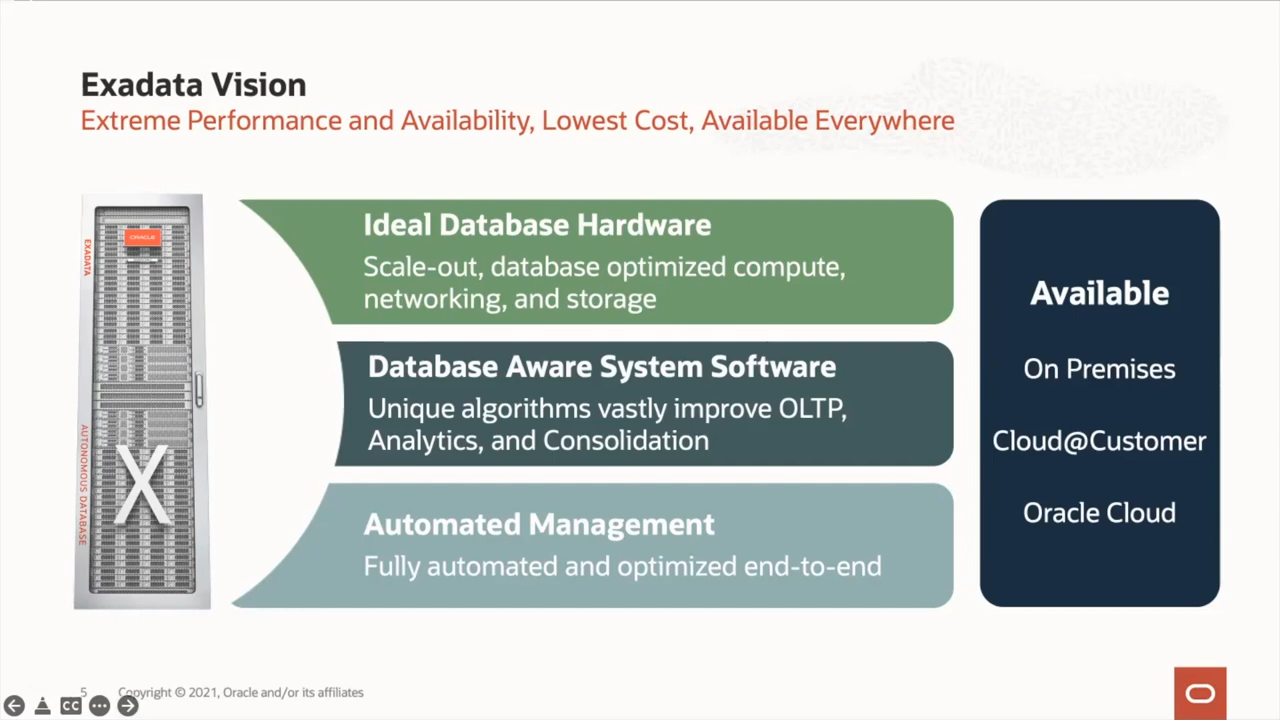 Exadata Vision
Extreme Performance and Availability, Lowest Cost, Available Everywhere
ORACLE
EXADATA
AUTONOMOUS DATABASE
X
Ideal Database Hardware
Scale-out, database optimized compute,
networking, and storage
Database Aware System Software
Unique algorithms vastly improve OLTP,
Analytics, and Consolidation
Automated Management
Fully automated and optimized end-to-end
Available
On Premises
Cloud@Customer
Oracle Cloud
5
Copyright © 2021, Oracle and/or its affiliates
CC